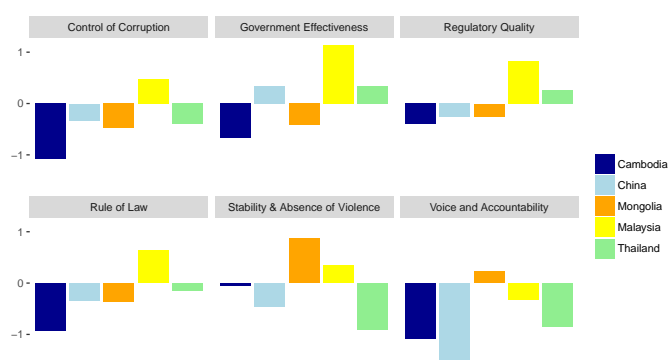 Control of Corruption
Government Effectiveness
Regulatory Quality
1
0
−1
Cambodia
China
Mongolia
Malaysia
Thailand
Rule of Law
Stability & Absence of Violence
Voice and Accountability
1
0
−1